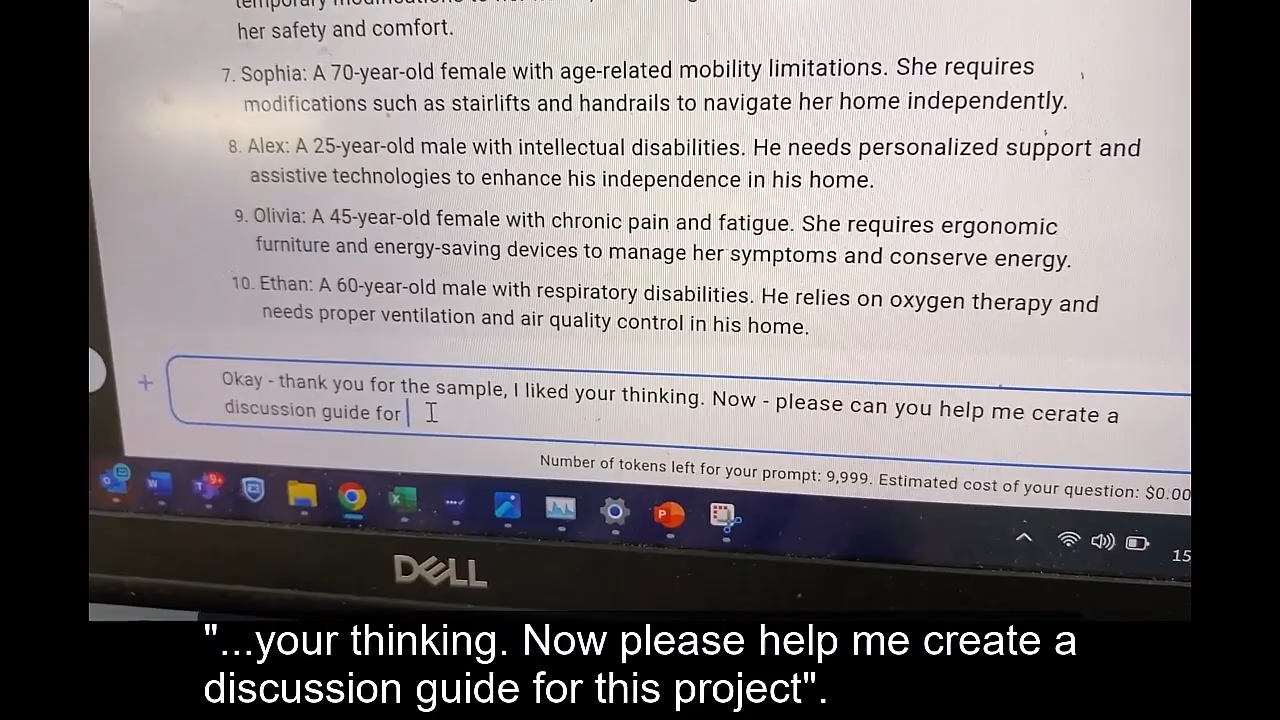 temporary modifications to her
her safety and comfort.
7. Sophia: A 70-year-old female with age-related mobility limitations. She requires
modifications such as stairlifts and handrails to navigate her home independently.
8. Alex: A 25-year-old male with intellectual disabilities. He needs personalized support and
assistive technologies to enhance his independence in his home.
9. Olivia: A 45-year-old female with chronic pain and fatigue. She requires ergonomic
furniture and energy-saving devices to manage her symptoms and conserve energy.
10. Ethan: A 60-year-old male with respiratory disabilities. He relies on oxygen therapy and
needs proper ventilation and air quality control in his home.
+ Okay - thank you for the sample, I liked your thinking. Now - please can you help me cerate a
discussion guide for
Number of tokens left for your prompt: 9,999. Estimated cost of your question: $0.00
9+
15
DELL
"...your thinking. Now please help me create a
discussion guide for this project".